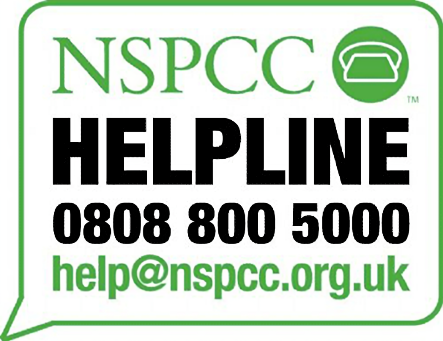 NSPCC
™
HELPLINE
0808 800 5000
help@nspcc.org.uk